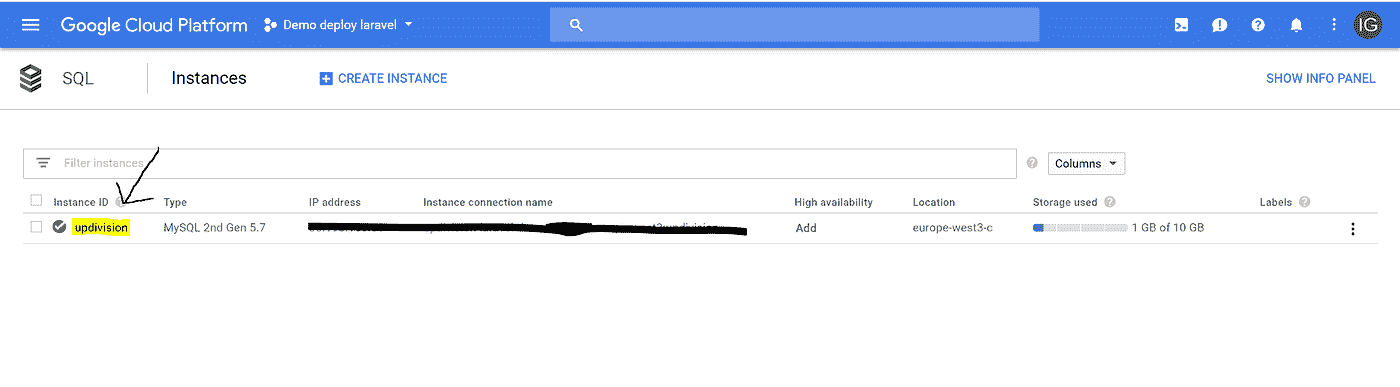 Google Cloud Platform Demo deploy laravel IG
SQL Instances CREATE INSTANCE SHOW INFO PANEL
Filter instances Columns
Instance ID Type IP address Instance connection name High availability Location Storage used Labels
updivision MySQL 2nd Gen 5.7 Add europe-west3-c 1 GB of 10 GB